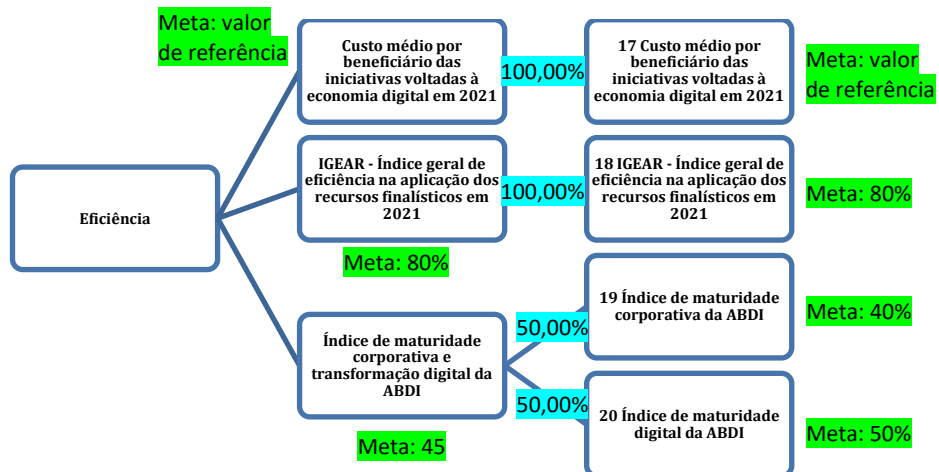 Meta: valor
de referência
Custo médio por
beneficiário das
iniciativas voltadas à
economia digital em 2021
100,00%
17 Custo médio por
beneficiário das
iniciativas voltadas à
economia digital em 2021
Meta: valor
de referência
Eficiência
IGEAR - Índice geral de
eficiência na aplicação dos
recursos finalísticos em
2021
100,00%
18 IGEAR - Índice geral de
eficiência na aplicação dos
recursos finalísticos em
2021
Meta: 80%
Meta: 80%
Índice de maturidade
corporativa e
transformação digital da
ABDI
Meta: 45
50,00%
19 Índice de maturidade
corporativa da ABDI
Meta: 40%
50,00%
20 Índice de maturidade
digital da ABDI
Meta: 50%